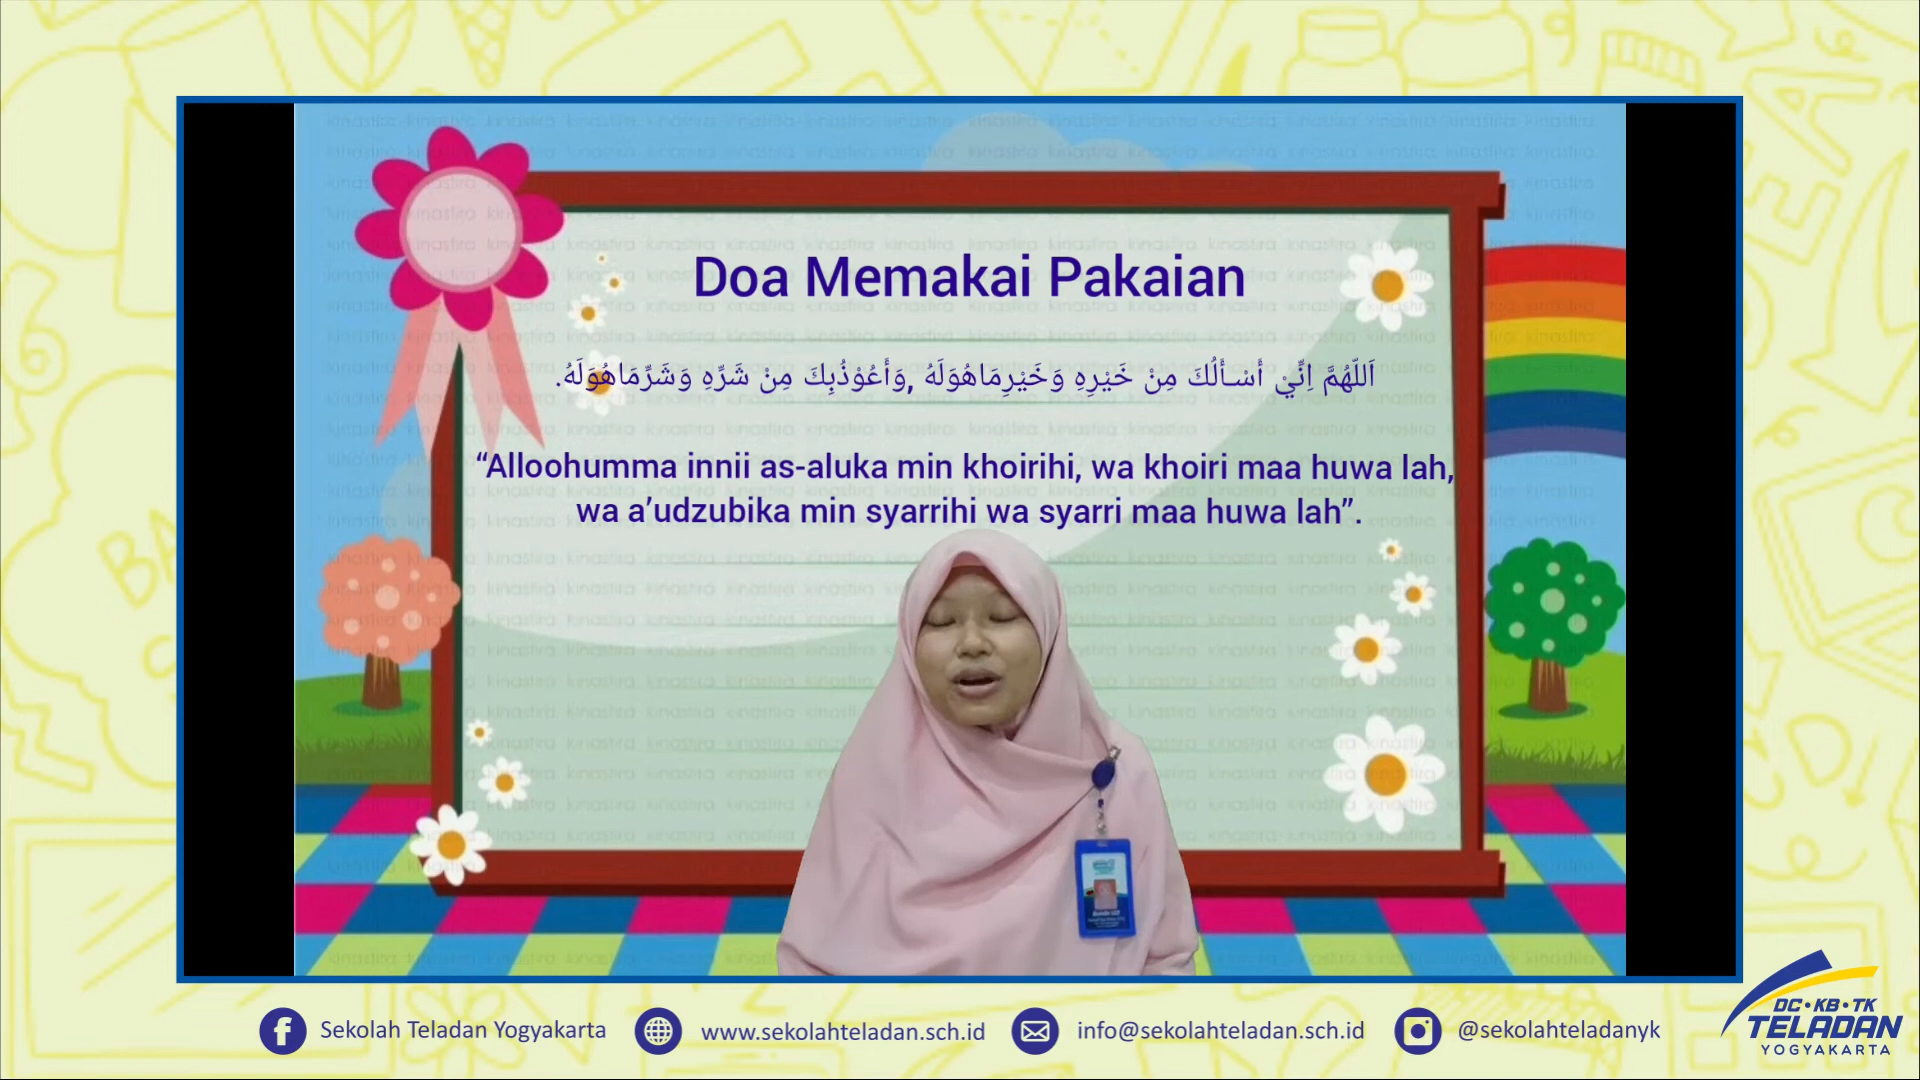 Doa Memakai Pakaian
اَللّهُمَّ اِنِّيْ أَسْـأَلُكَ مِنْ خَيْرِهِ وَخَيْرِمَاهُوَلَهُ ,وَأَعُوْذُبِكَ مِنْ شَرِّهِ وَشَرِّمَاهُوَلَهُ.
“Alloohumma innii as-aluka min khoirihi, wa khoiri maa huwa lah,
wa a’udzubika min syarrihi wa syarri maa huwa lah”.
Sekolah Teladan Yogyakarta
www.sekolahteladan.sch.id
info@sekolahteladan.sch.id
@sekolahteladanyk
DC•KB•TK
TELADAN
YOGYAKARTA